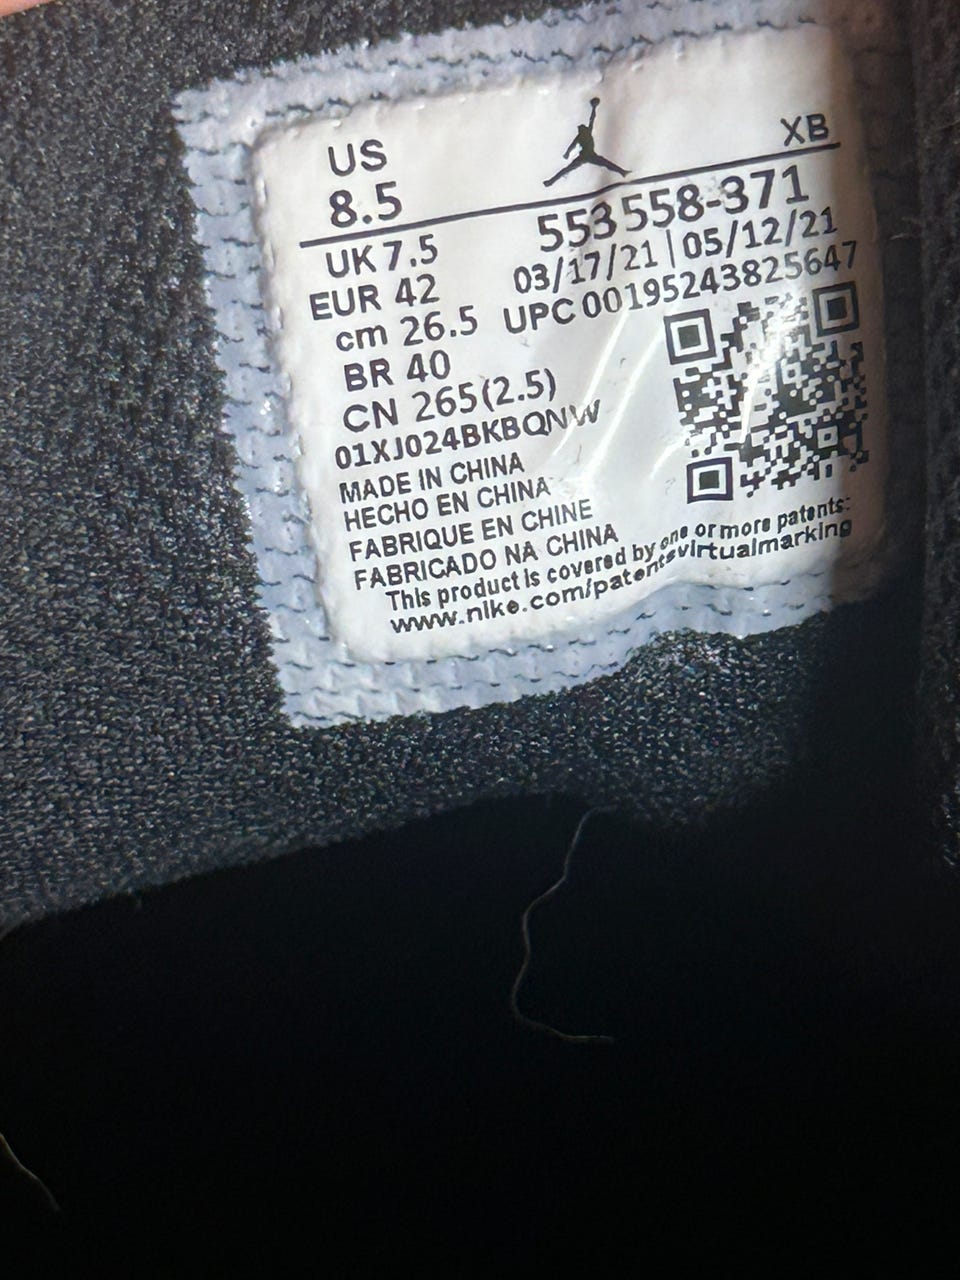 US
8.5
XB
UK 7.5
EUR 42
cm 26.5
BR 40
CN 265(2.5)
553558-371
03/17/21 | 05/12/21
UPC 00195243825647
01XJ024BKBQNW
MADE IN CHINA
HECHO EN CHINA
FABRIQUE EN CHINE
FABRICADO NA CHINA
This product is covered by one or more patents:
www.nike.com/patentsvirtualmarking